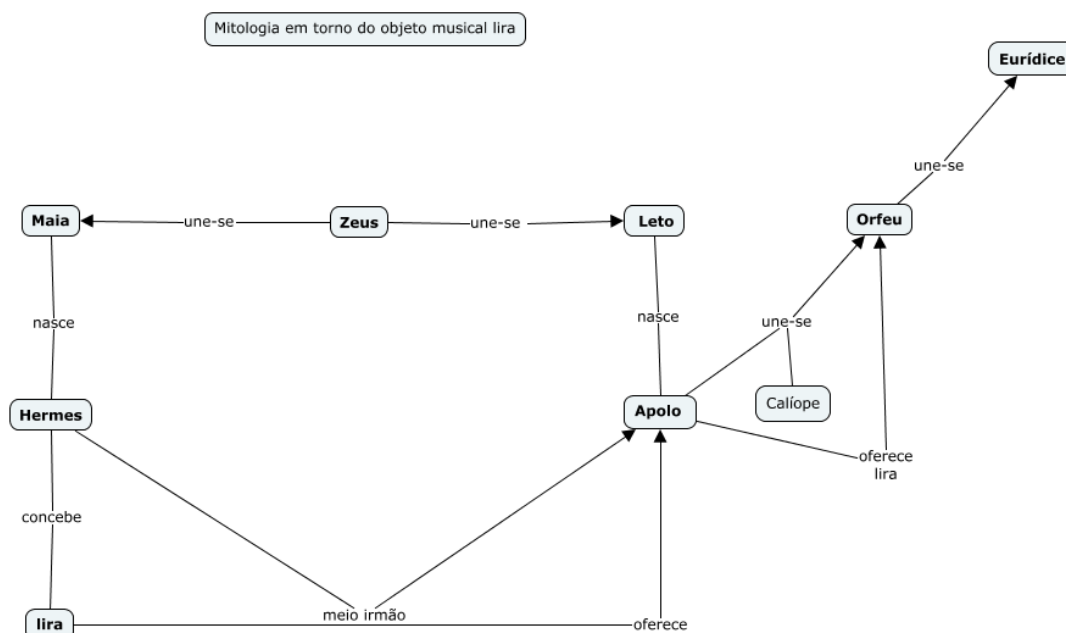 Mitologia em torno do objeto musical lira
Eurídice
une-se
Maia
une-se
Zeus
une-se
Leto
Orfeu
nasce
nasce
une-se
Hermes
Apolo
Calíope
oferece
lira
concebe
meio irmão
lira
oferece